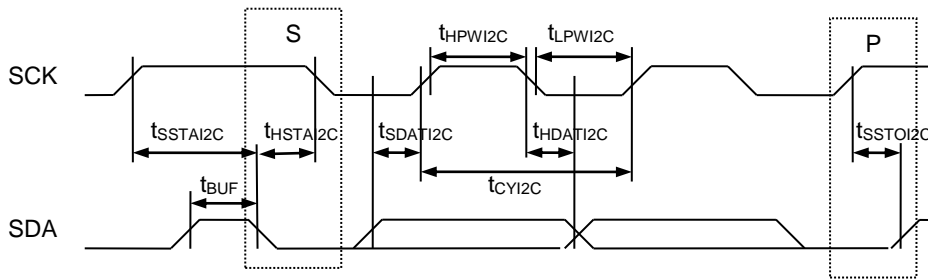 S
P
tHPWI2C tLPWI2C
SCK
tSSTAI2C tHSTAI2C tSDATI2C tHDATI2C tSSTOI2C
tCYI2C
tBUF
SDA